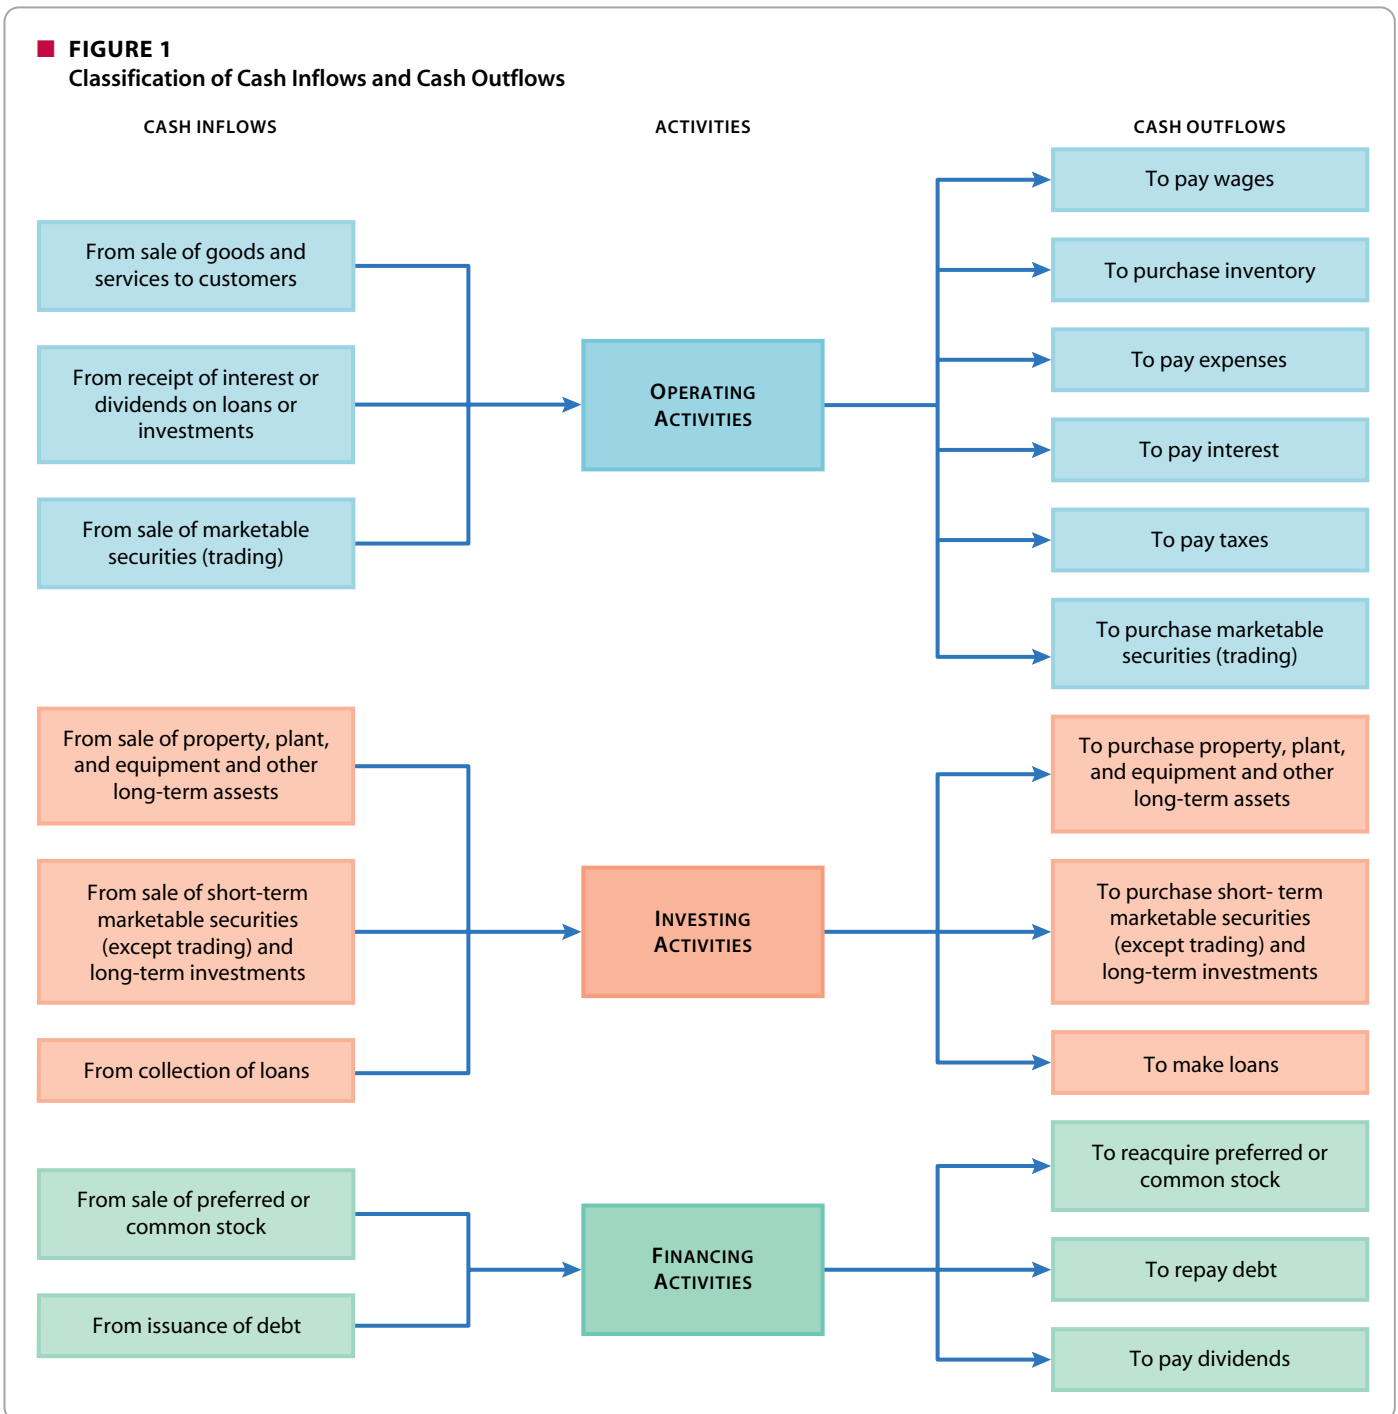 FIGURE 1
Classification of Cash Inflows and Cash Outflows
CASH INFLOWS
ACTIVITIES
CASH OUTFLOWS
From sale of goods and
services to customers
From receipt of interest or
dividends on loans or
investments
From sale of marketable
securities (trading)
OPERATING
ACTIVITIES
To pay wages
To purchase inventory
To pay expenses
To pay interest
To pay taxes
To purchase marketable
securities (trading)
From sale of property, plant,
and equipment and other
long-term assests
From sale of short-term
marketable securities
(except trading) and
long-term investments
From collection of loans
INVESTING
ACTIVITIES
To purchase property, plant,
and equipment and other
long-term assets
To purchase short- term
marketable securities
(except trading) and
long-term investments
To make loans
From sale of preferred or
common stock
From issuance of debt
FINANCING
ACTIVITIES
To reacquire preferred or
common stock
To repay debt
To pay dividends